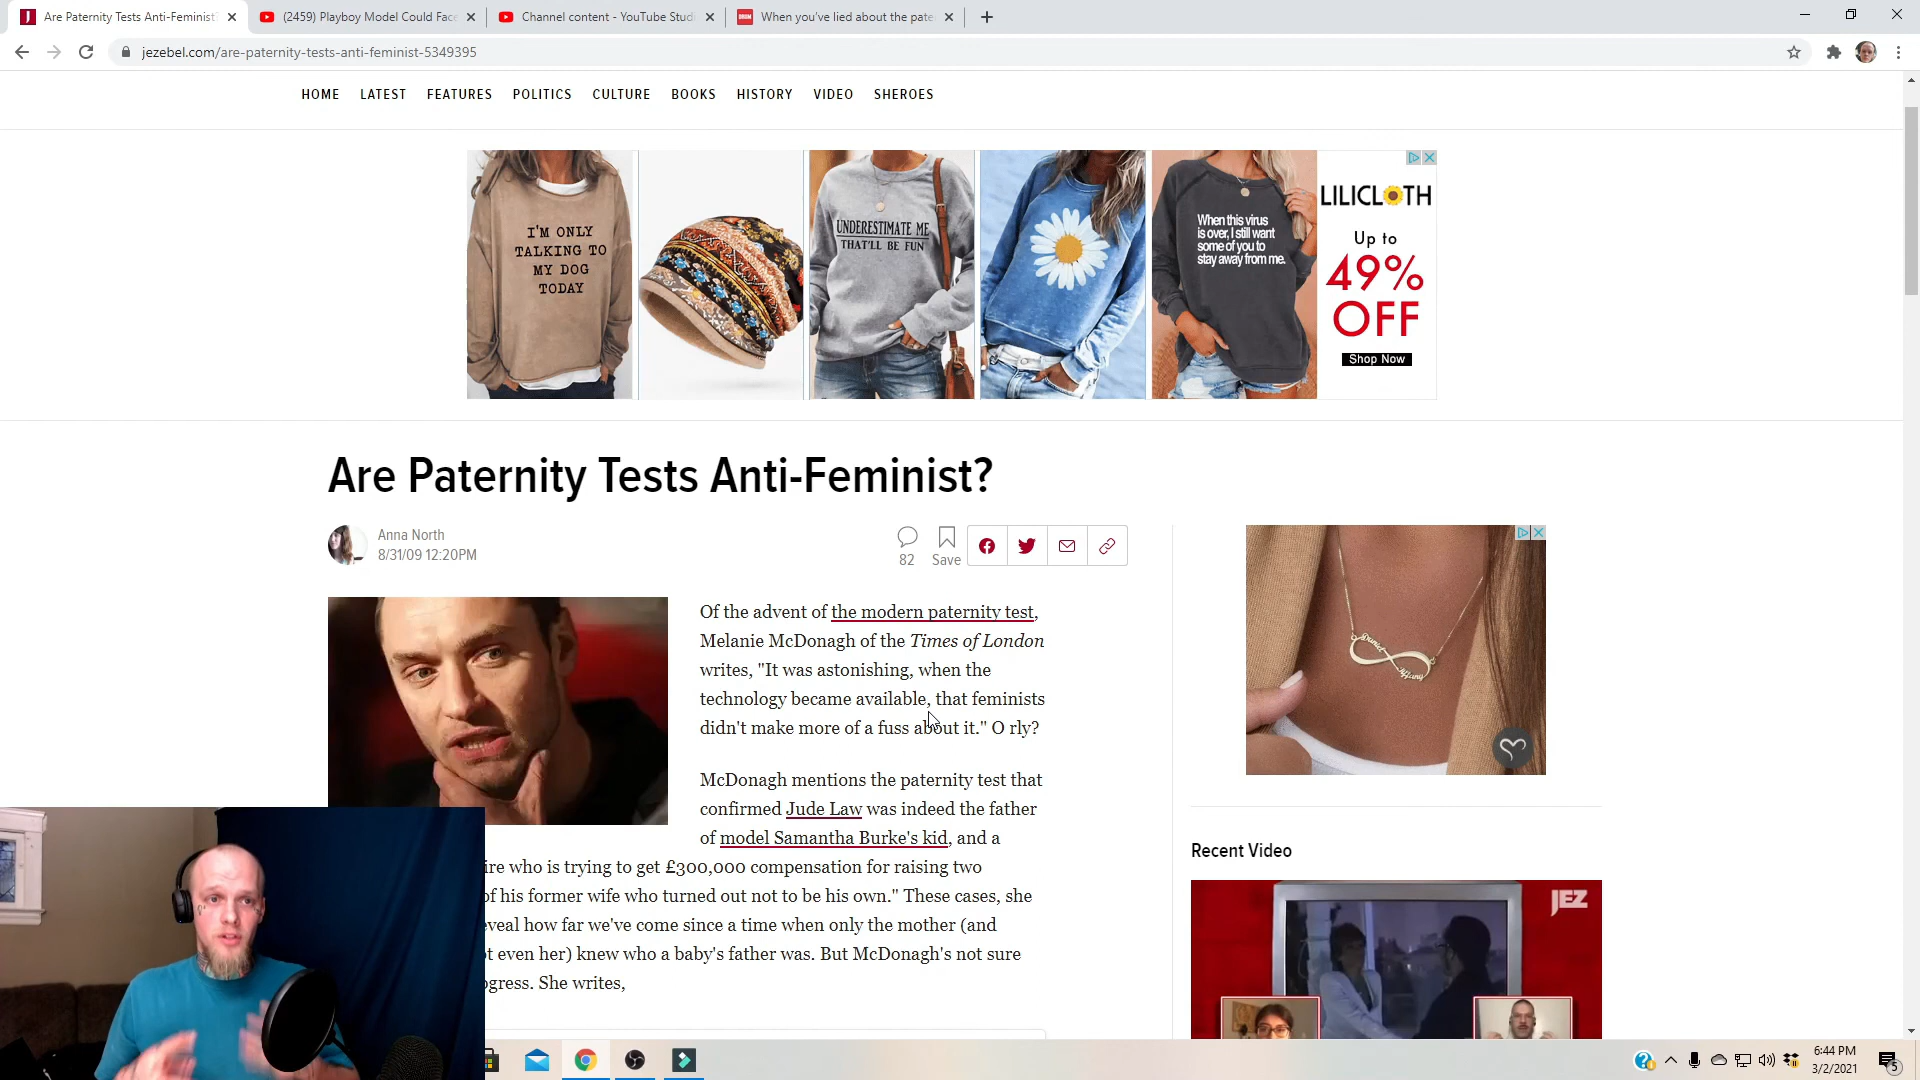 Are Paternity Tests Anti-Feminist?
(2459) Playboy Model Could Face
Channel content - YouTube Studi
When you've lied about the pate
jezebel.com/are-paternity-tests-anti-feminist-5349395
HOME LATEST FEATURES POLITICS CULTURE BOOKS HISTORY VIDEO SHEROES
I'M ONLY
TALKING TO
MY DOG
TODAY
UNDERESTIMATE ME
THAT'LL BE FUN
When this virus
is over, I still want
some of you to
stay away from me.
LILICLOTH
Up to
49%
OFF
Shop Now
Are Paternity Tests Anti-Feminist?
Anna North
8/31/09 12:20PM
82
Save
Of the advent of the modern paternity test,
Melanie McDonagh of the Times of London
writes, "It was astonishing, when the
technology became available, that feminists
didn't make more of a fuss about it." O rly?
McDonagh mentions the paternity test that
confirmed Jude Law was indeed the father
of model Samantha Burke's kid, and a
ire who is trying to get £300,000 compensation for raising two
of his former wife who turned out not to be his own." These cases, she
eveal how far we've come since a time when only the mother (and
t even her) knew who a baby's father was. But McDonagh's not sure
ogress. She writes,
Recent Video
JEZ
6:44 PM
3/2/2021
5